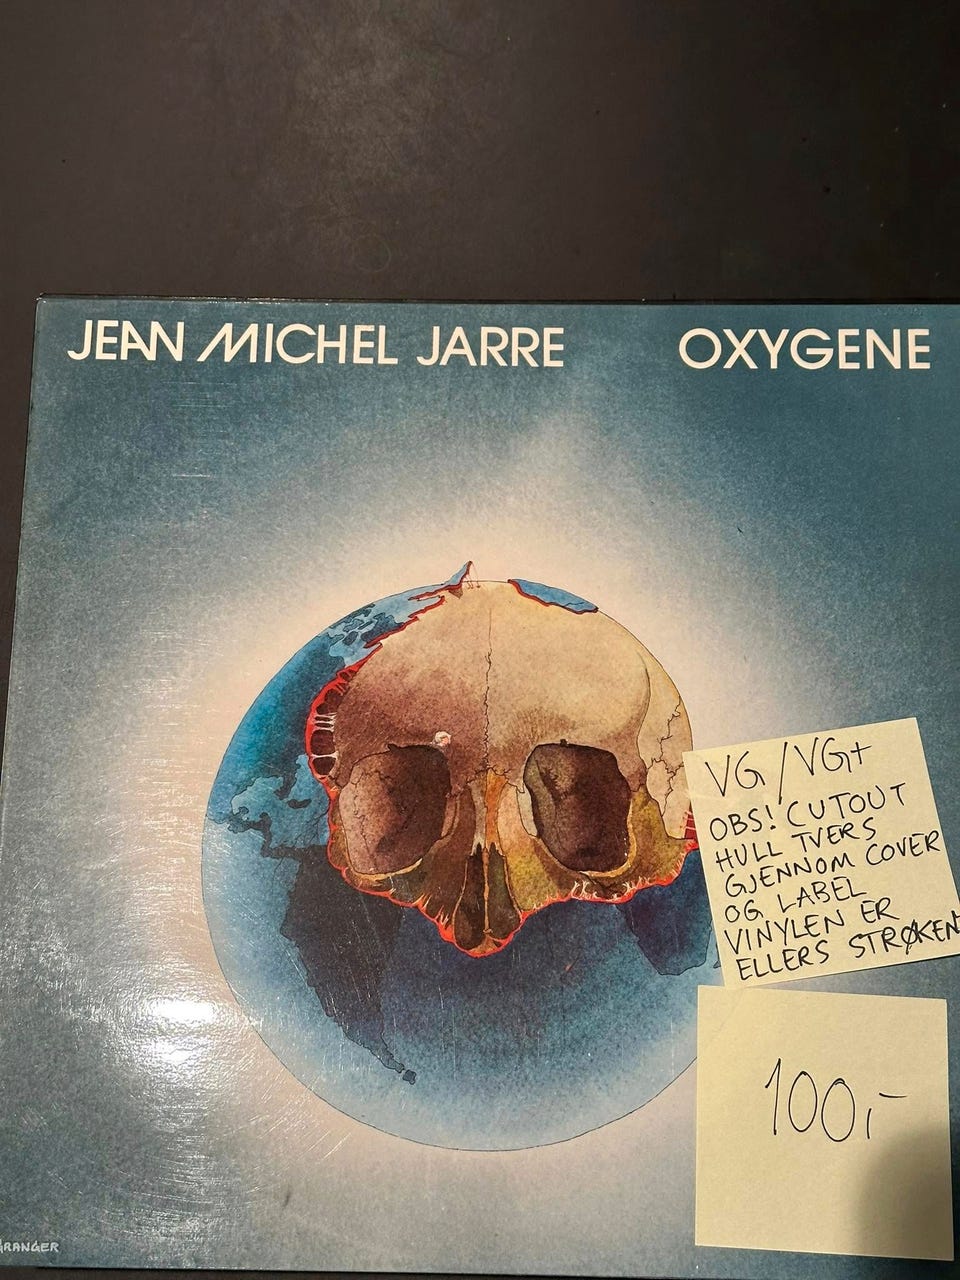 JEAN MICHEL JARRE OXYGENE
VG/VG+
OBS! CUTOUT
HULL TVERS
GJENNOM COVER
OG LABEL
VINYLEN ER
ELLERS STRØKEN
100,-
GRANGER